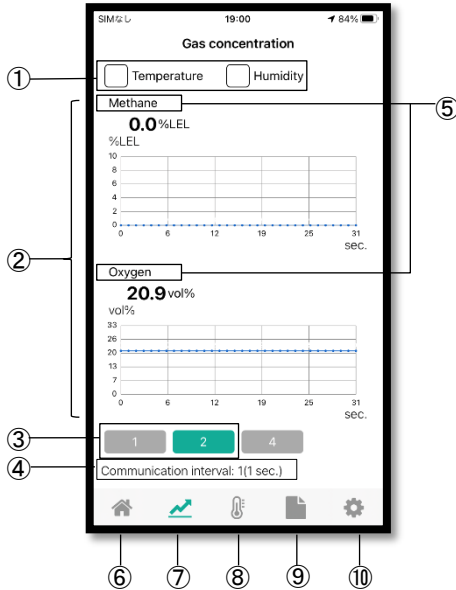 SIMなし 19:00 84%
Gas concentration
① Temperature Humidity
Methane ⑤
0.0 %LEL
%LEL
10
8
6
4
2
0
0 6 12 19 25 31
sec.
②
Oxygen
20.9 vol%
vol%
33
26
20
13
7
0
0 6 12 19 25 31
sec.
③ 1 2 4
④ Communication interval: 1(1 sec.)
⑥ ⑦ ⑧ ⑨ ⑩